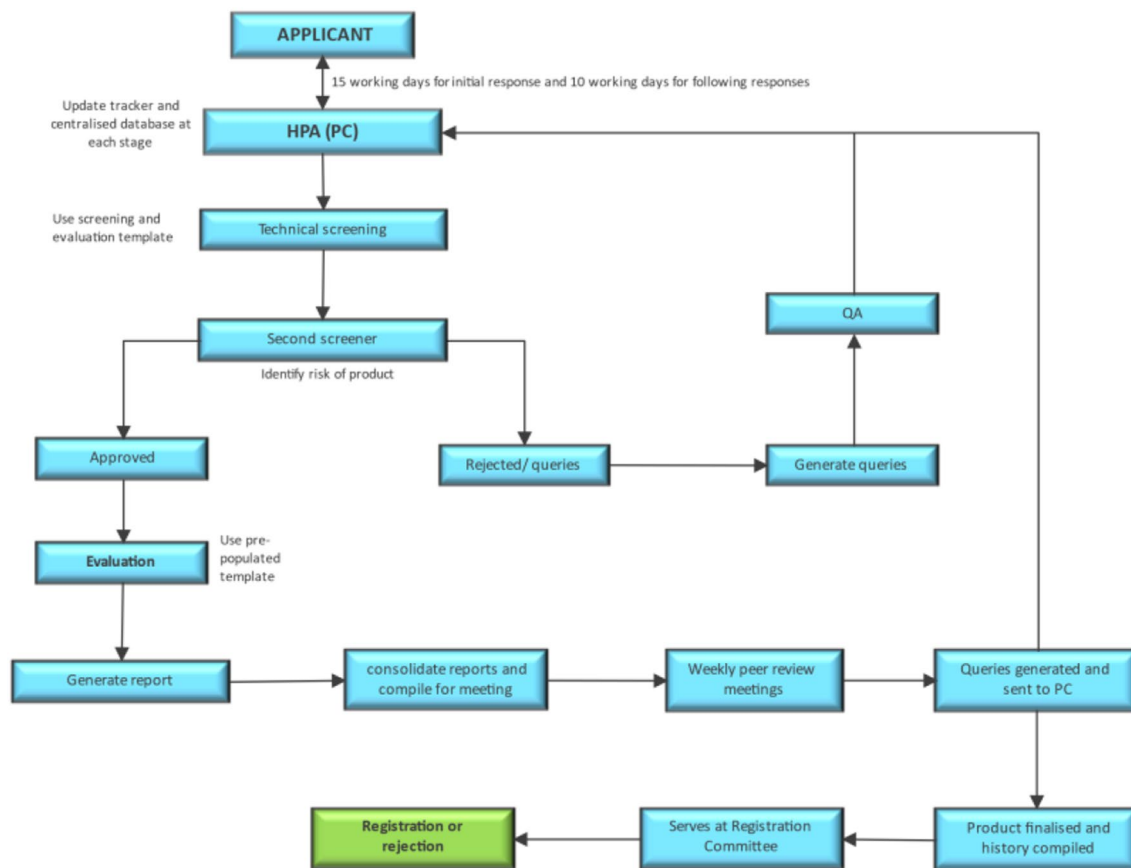 APPLICANT
15 working days for initial response and 10 working days for following responses
Update tracker and
centralised database at
each stage
HPA (PC)
Use screening and
evaluation template
Technical screening
QA
Second screener
Identify risk of product
Approved
Rejected/ queries
Generate queries
Evaluation
Use pre-
populated
template
Generate report
consolidate reports and
compile for meeting
Weekly peer review
meetings
Queries generated and
sent to PC
Registration or
rejection
Serves at Registration
Committee
Product finalised and
history compiled